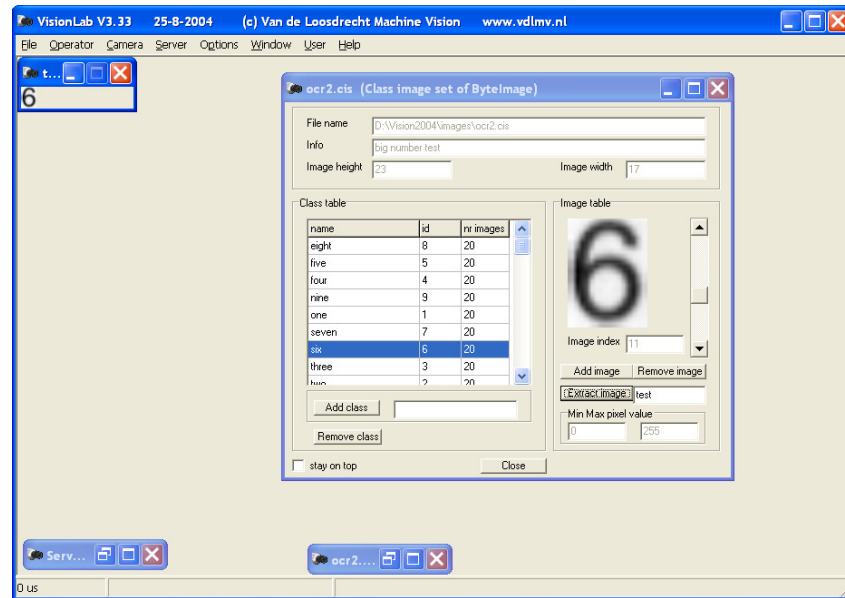 VisionLab V3.33 25-8-2004 (c) Van de Loosdrecht Machine Vision www.vdlmv.nl
File Operator Camera Server Options Window User Help
t...
6
ocr2.cis (Class image set of ByteImage)
File name D:\Vision2004\images\ocr2.cis
Info big number test
Image height 23 Image width 17
Class table
name id nr images
eight 8 20
five 5 20
four 4 20
nine 9 20
one 1 20
seven 7 20
six 6 20
three 3 20
two 2 20
Add class
Remove class
Image table
6
Image index 11
Add image Remove image
Extract image test
Min Max pixel value
0 255
stay on top Close
Serv... ocr2....
0 us